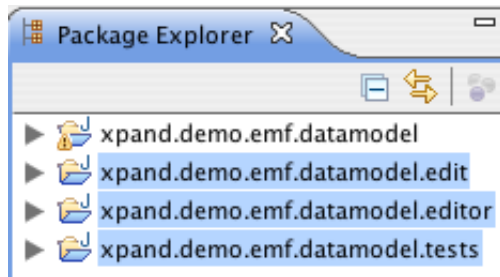 Package Explorer
xpand.demo.emf.datamodel
xpand.demo.emf.datamodel.edit
xpand.demo.emf.datamodel.editor
xpand.demo.emf.datamodel.tests